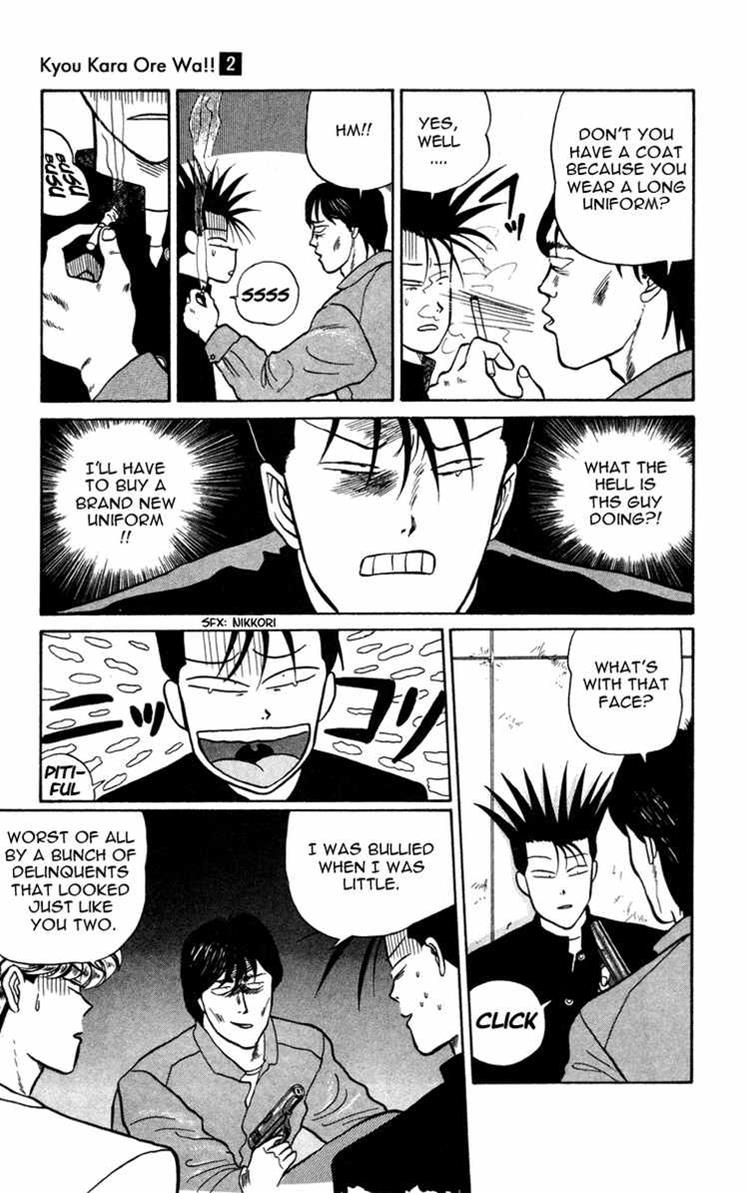 Kyou Kara Ore Wa!! 2
DON'T YOU
HAVE A COAT
BECAUSE YOU
WEAR A LONG
UNIFORM?
YES,
WELL
....
HM!!
SSSS
BUSU
BUSU
WHAT THE
HELL IS
THS GUY
DOING?!
I'LL HAVE
TO BUY A
BRAND NEW
UNIFORM
!!
SFX: NIKKORI
ニッコリ
PITI-
FUL
WHAT'S
WITH THAT
FACE?
CLICK
I WAS BULLIED
WHEN I WAS
LITTLE.
WORST OF ALL
BY A BUNCH OF
DELINQUENTS
THAT LOOKED
JUST LIKE
YOU TWO.